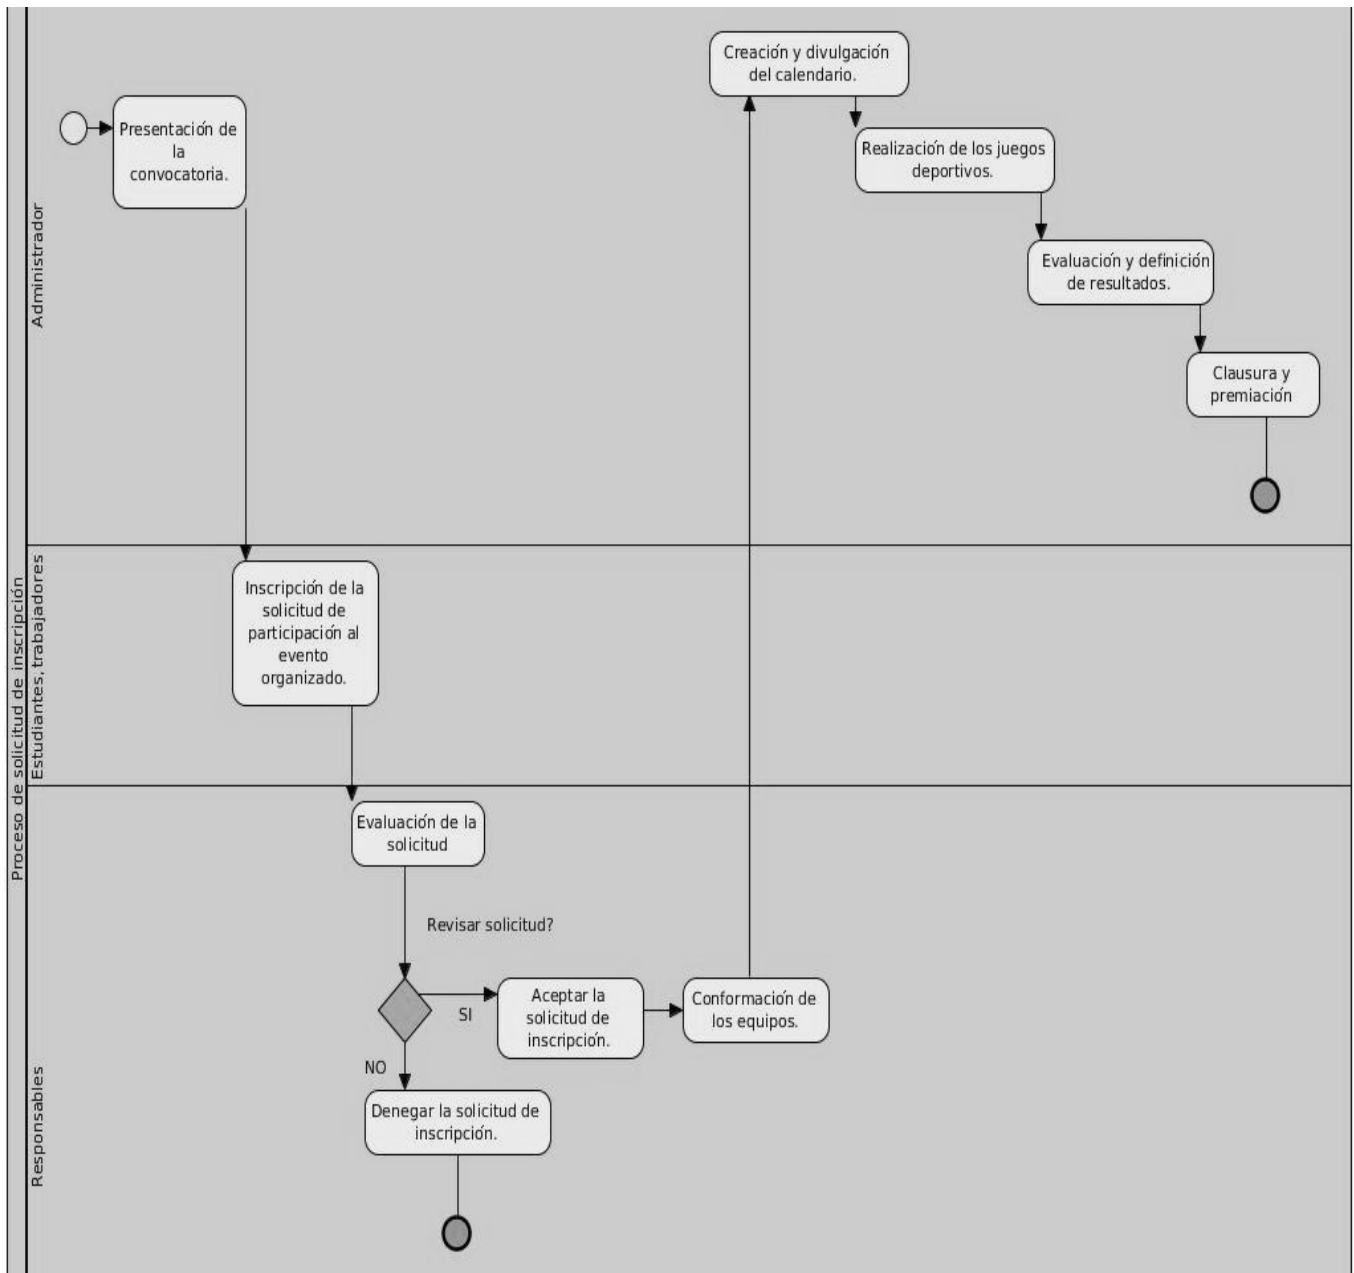 Proceso de solicitud de inscripción
Administrador
Presentación de
la
convocatoria.
Creación y divulgación
del calendario.
Realización de los juegos
deportivos.
Evaluación y definición
de resultados.
Clausura y
premiación
Estudiantes, trabajadores
Inscripción de la
solicitud de
participación al
evento
organizado.
Responsables
Evaluación de la
solicitud
Revisar solicitud?
SI
Aceptar la
solicitud de
inscripción.
Conformación de
los equipos.
NO
Denegar la solicitud de
inscripción.